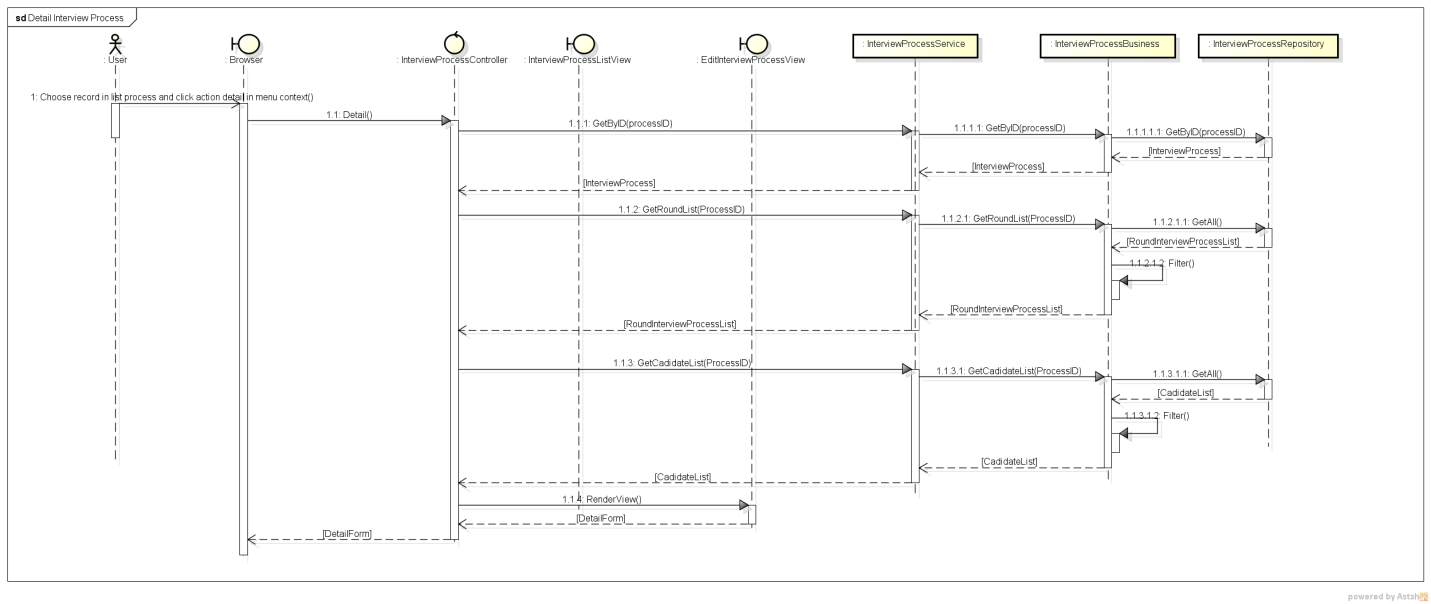 sd Detail Interview Process
: User
: Browser
: InterviewProcessController
: InterviewProcessListView
: EditInterviewProcessView
: InterviewProcessService
: InterviewProcessBusiness
: InterviewProcessRepository
1: Choose record in list process and click action detail in menu context()
1.1: Detail()
1.1.1: GetByID(processID)
1.1.1.1: GetByID(processID)
1.1.1.1.1: GetByID(processID)
[InterviewProcess]
[InterviewProcess]
[InterviewProcess]
1.1.2: GetRoundList(ProcessID)
1.1.2.1: GetRoundList(ProcessID)
1.1.2.1.1: GetAll()
[RoundInterviewProcessList]
1.1.2.1.2: Filter()
[RoundInterviewProcessList]
[RoundInterviewProcessList]
1.1.3: GetCadidateList(ProcessID)
1.1.3.1: GetCadidateList(ProcessID)
1.1.3.1.1: GetAll()
[CadidateList]
1.1.3.1.2: Filter()
[CadidateList]
[CadidateList]
1.1.4: RenderView()
[DetailForm]
[DetailForm]
powered by Astah